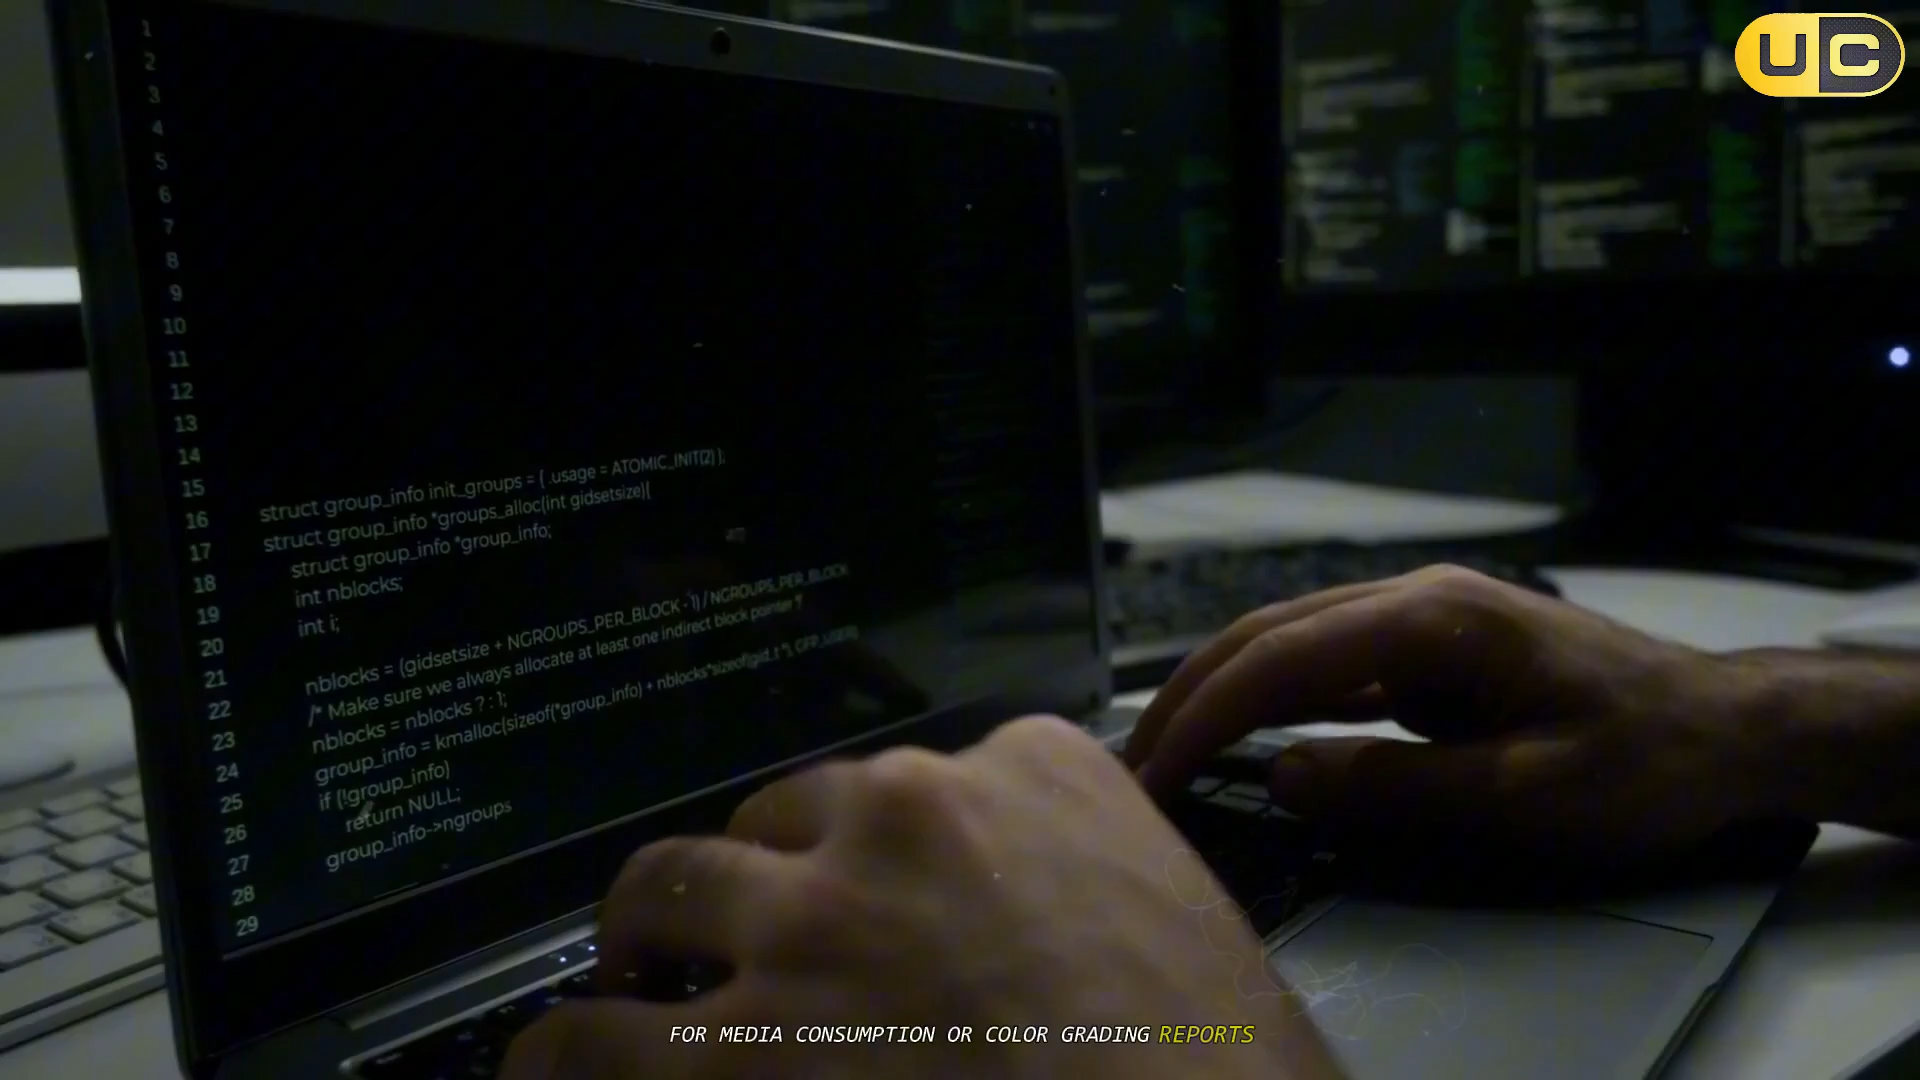 UC
1
2
3
4
5
6
7
8
9
10
11
12
13
14
15
16
17
18
19
20
21
22
23
24
25
26
27
28
29
struct group_info init_groups = { .usage = ATOMIC_INIT(2) };
struct group_info *groups_alloc(int gidsetsize){
struct group_info *group_info;
int nblocks;
int i;
nblocks = (gidsetsize + NGROUPS_PER_BLOCK - 1) / NGROUPS_PER_BLOCK
/* Make sure we always allocate at least one indirect block pointer */
nblocks = nblocks ? : 1;
group_info = kmalloc(sizeof(*group_info) + nblocks*sizeof(gid_t *), GFP_USER);
if (!group_info)
return NULL;
group_info->ngroups
FOR MEDIA CONSUMPTION OR COLOR GRADING REPORTS